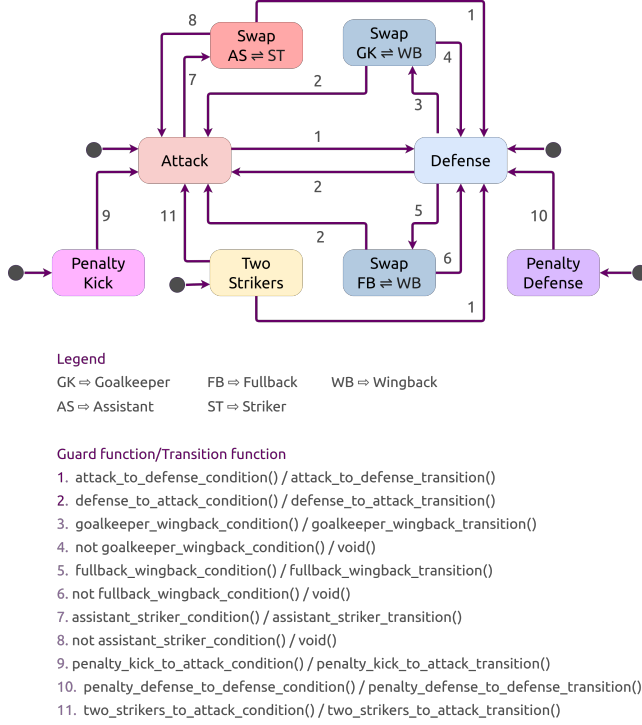 8
1
Swap
AS ⇌ ST
Swap
GK ⇌ WB
4
7
2
3
1
Attack
Defense
2
9
11
5
10
2
6
Penalty
Kick
Two
Strikers
Swap
FB ⇌ WB
Penalty
Defense
1
Legend
GK ⇨ Goalkeeper FB ⇨ Fullback WB ⇨ Wingback
AS ⇨ Assistant ST ⇨ Striker
Guard function/Transition function
1. attack_to_defense_condition() / attack_to_defense_transition()
2. defense_to_attack_condition() / defense_to_attack_transition()
3. goalkeeper_wingback_condition() / goalkeeper_wingback_transition()
4. not goalkeeper_wingback_condition() / void()
5. fullback_wingback_condition() / fullback_wingback_transition()
6. not fullback_wingback_condition() / void()
7. assistant_striker_condition() / assistant_striker_transition()
8. not assistant_striker_condition() / void()
9. penalty_kick_to_attack_condition() / penalty_kick_to_attack_transition()
10. penalty_defense_to_defense_condition() / penalty_defense_to_defense_transition()
11. two_strikers_to_attack_condition() / two_strikers_to_attack_transition()